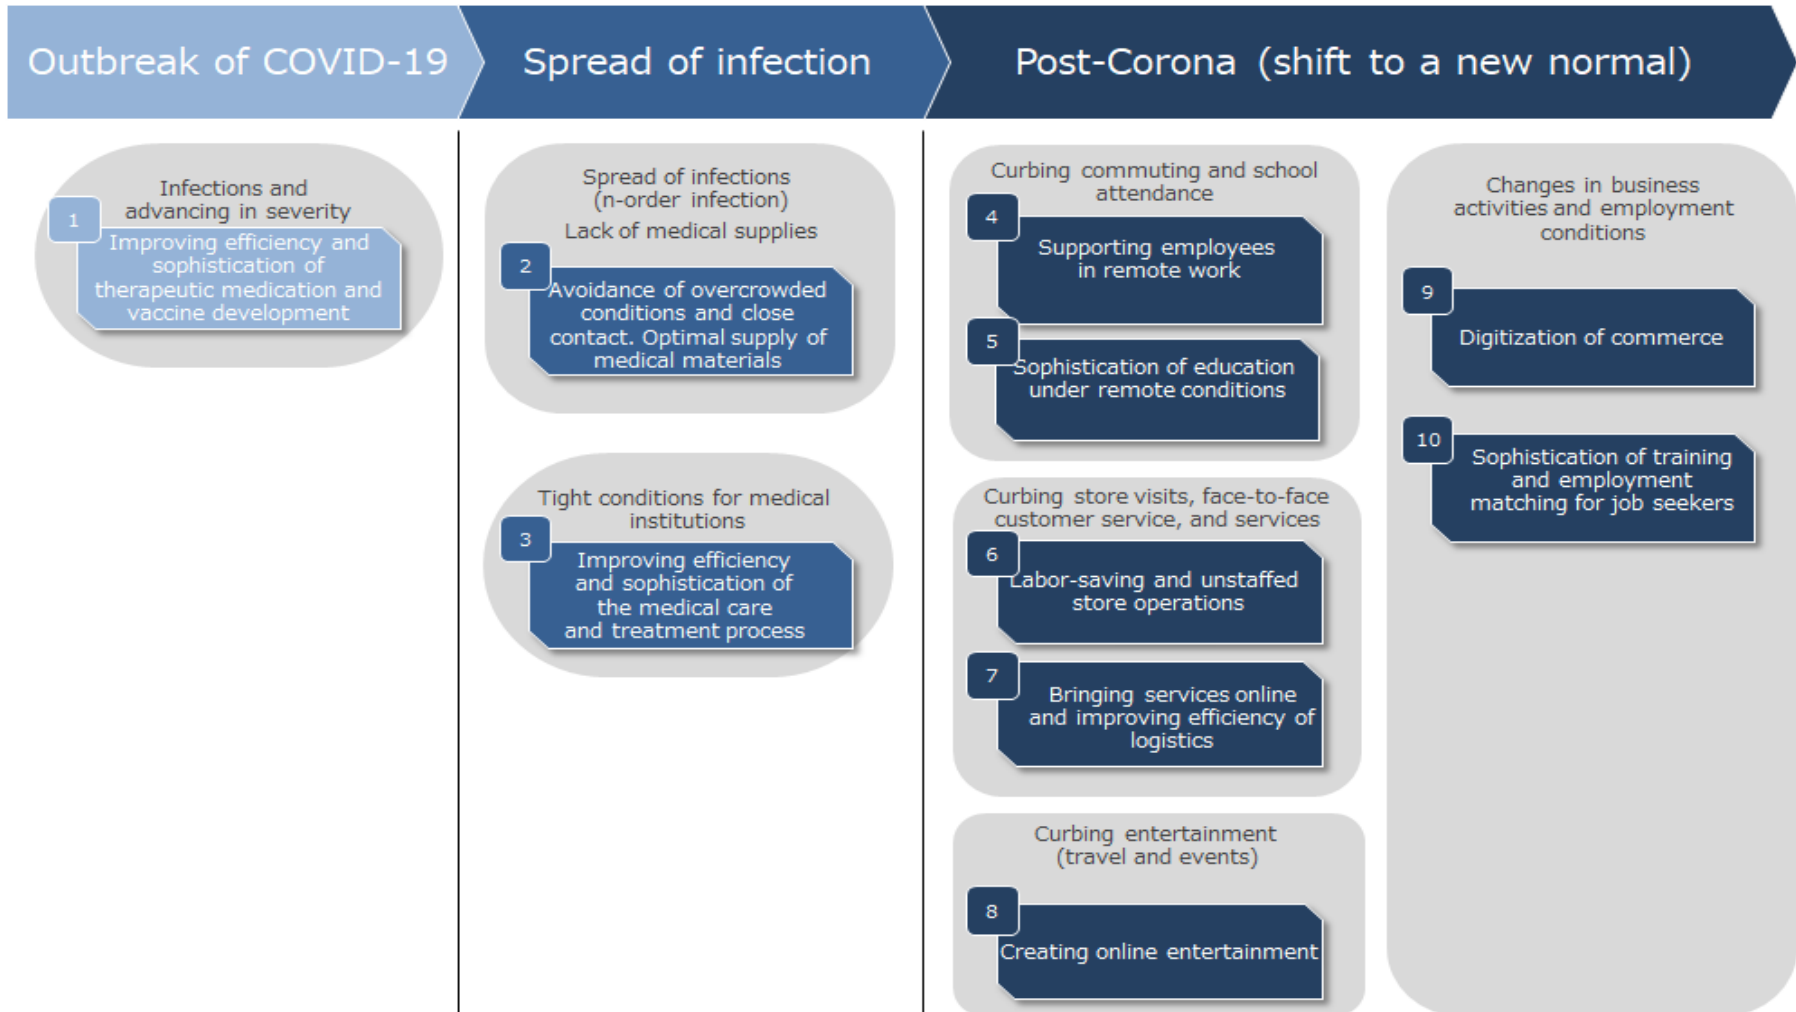 Outbreak of COVID-19
Spread of infection
Post-Corona (shift to a new normal)
Infections and
advancing in severity
1
Improving efficiency and
sophistication of
therapeutic medication and
vaccine development
Spread of infections
(n-order infection)
Lack of medical supplies
2
Avoidance of overcrowded
conditions and close
contact. Optimal supply of
medical materials
Tight conditions for medical
institutions
3
Improving efficiency
and sophistication of
the medical care
and treatment process
Curbing commuting and school
attendance
4
Supporting employees
in remote work
5
Sophistication of education
under remote conditions
Curbing store visits, face-to-face
customer service, and services
6
Labor-saving and unstaffed
store operations
7
Bringing services online
and improving efficiency of
logistics
Curbing entertainment
(travel and events)
8
Creating online entertainment
Changes in business
activities and employment
conditions
9
Digitization of commerce
10
Sophistication of training
and employment
matching for job seekers